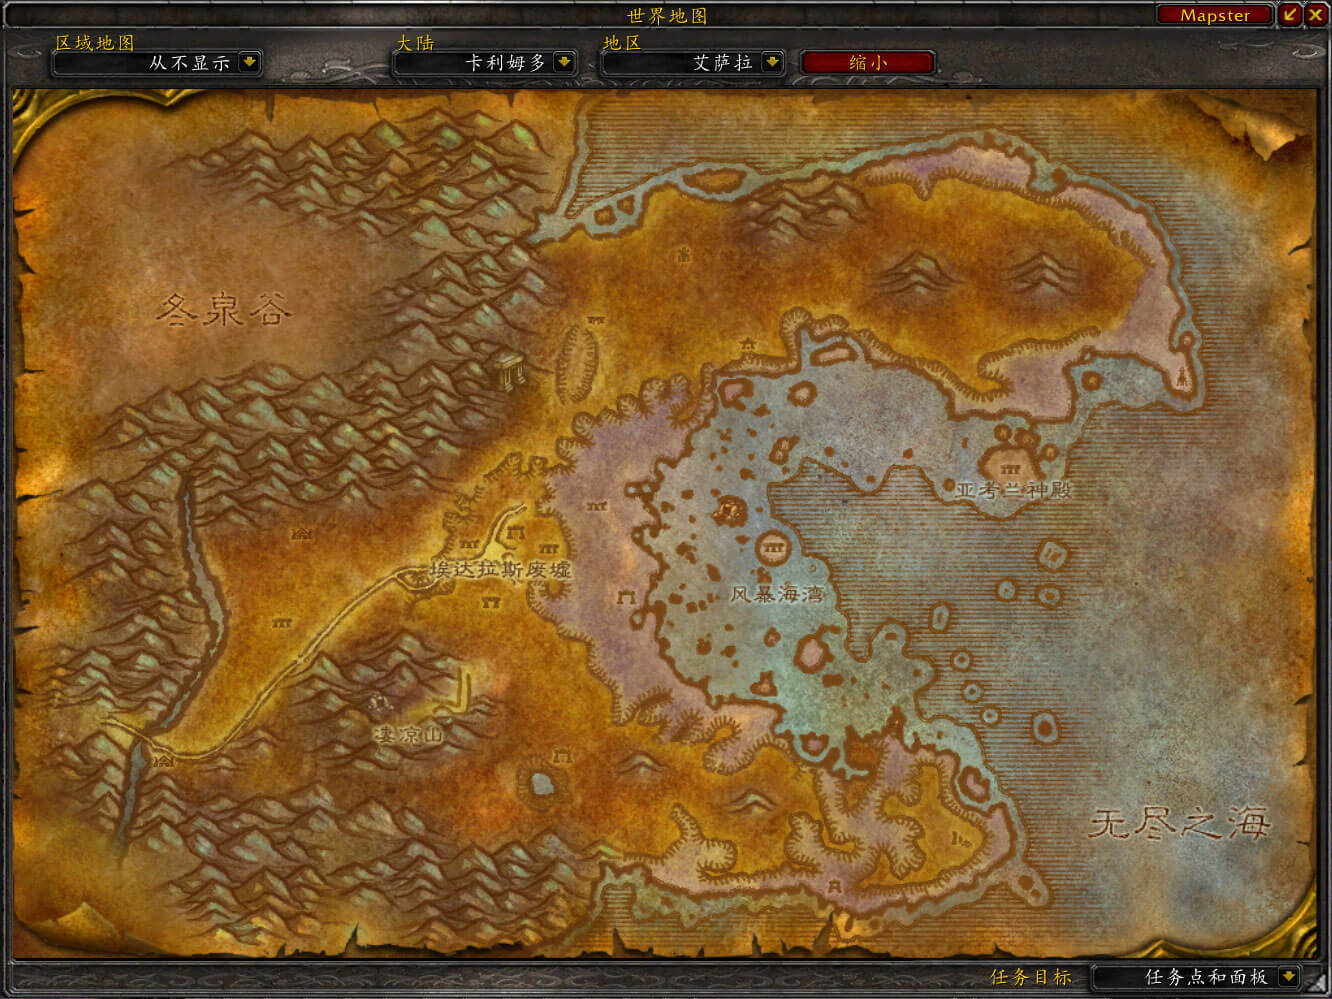 世界地图
Mapster
区域地图
大陆
地区
从不显示
卡利姆多
艾萨拉
缩小
冬泉谷
亚考兰神殿
埃达拉斯废墟
风暴海湾
凄凉山
无尽之海
任务目标
任务点和面板